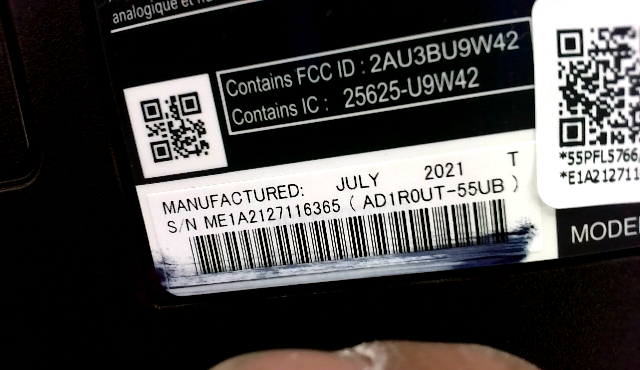 analogique et
Contains FCC ID : 2AU3BU9W42
Contains IC : 25625-U9W42
MANUFACTURED: JULY 2021 T
S/N ME1A2127116365 ( AD1R0UT-55UB )
*55PFL5766
*E1A212711
MODE